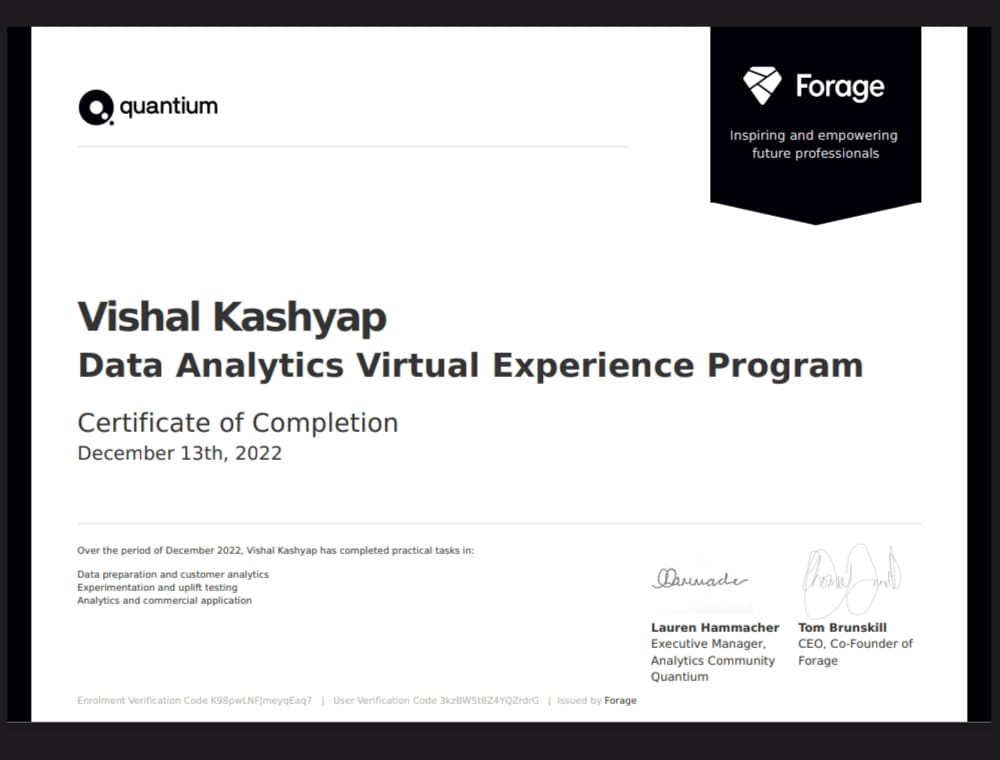 quantium
Forage
Inspiring and empowering
future professionals
Vishal Kashyap
Data Analytics Virtual Experience Program
Certificate of Completion
December 13th, 2022
Over the period of December 2022, Vishal Kashyap has completed practical tasks in:
Data preparation and customer analytics
Experimentation and uplift testing
Analytics and commercial application
Lauren Hammacher
Executive Manager,
Analytics Community
Quantium
Tom Brunskill
CEO, Co-Founder of
Forage
Enrolment Verification Code K98pwLNFJmeyqEaq7 | User Verification Code 3kzBW5t8Z4YQZrdrG | Issued by Forage